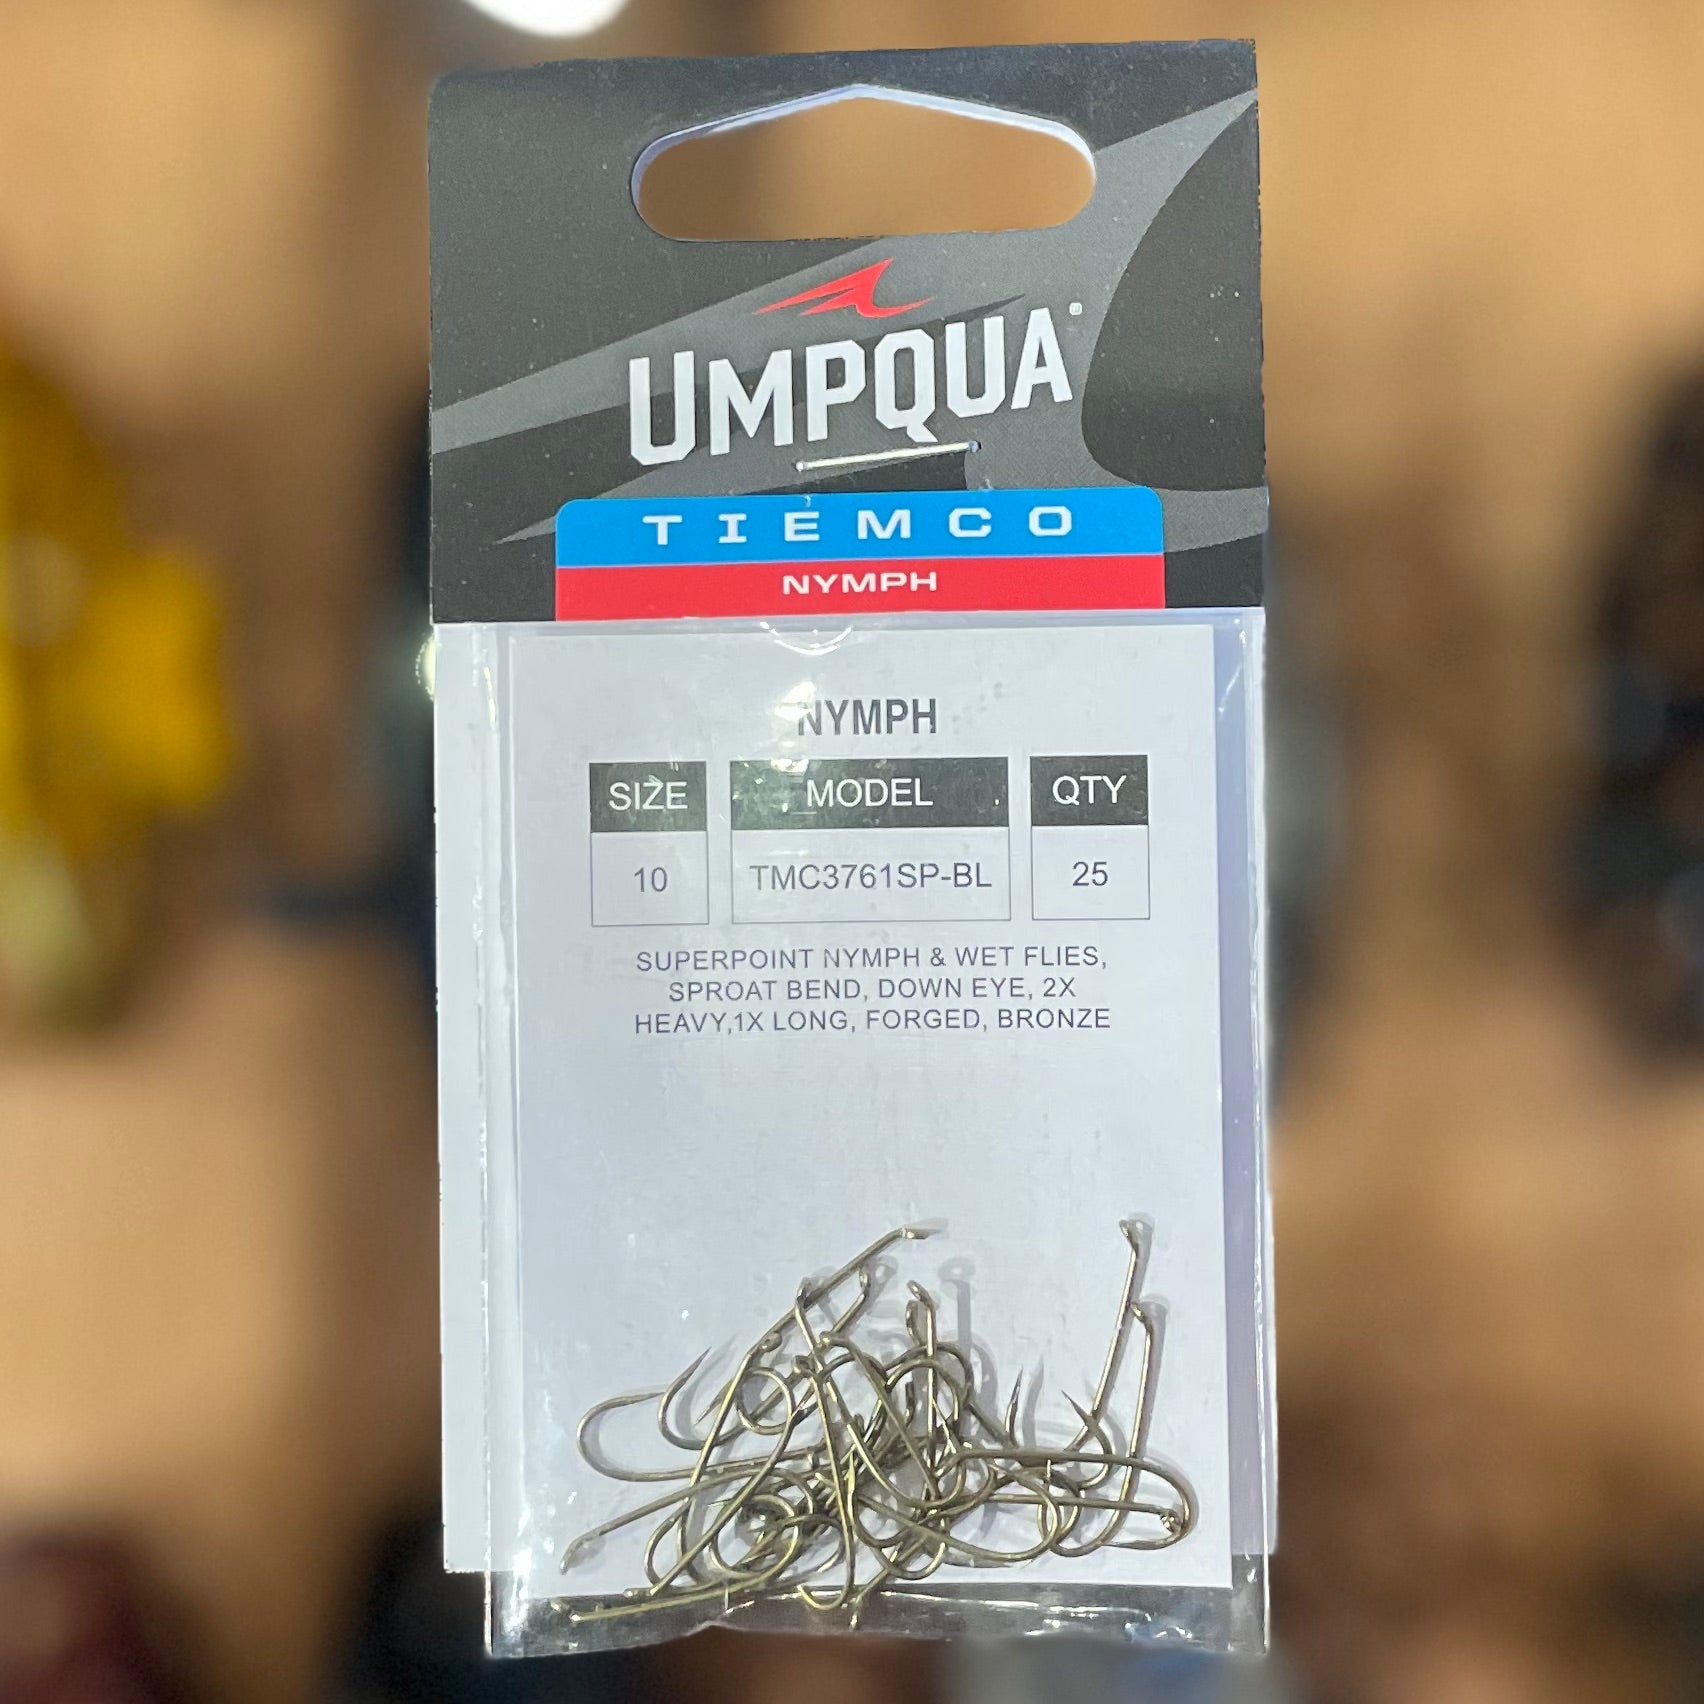 UMPQUA®
TIEMCO
NYMPH
NYMPH
SIZE MODEL QTY
10 TMC3761SP-BL 25
SUPERPOINT NYMPH & WET FLIES,
SPROAT BEND, DOWN EYE, 2X
HEAVY,1X LONG, FORGED, BRONZE